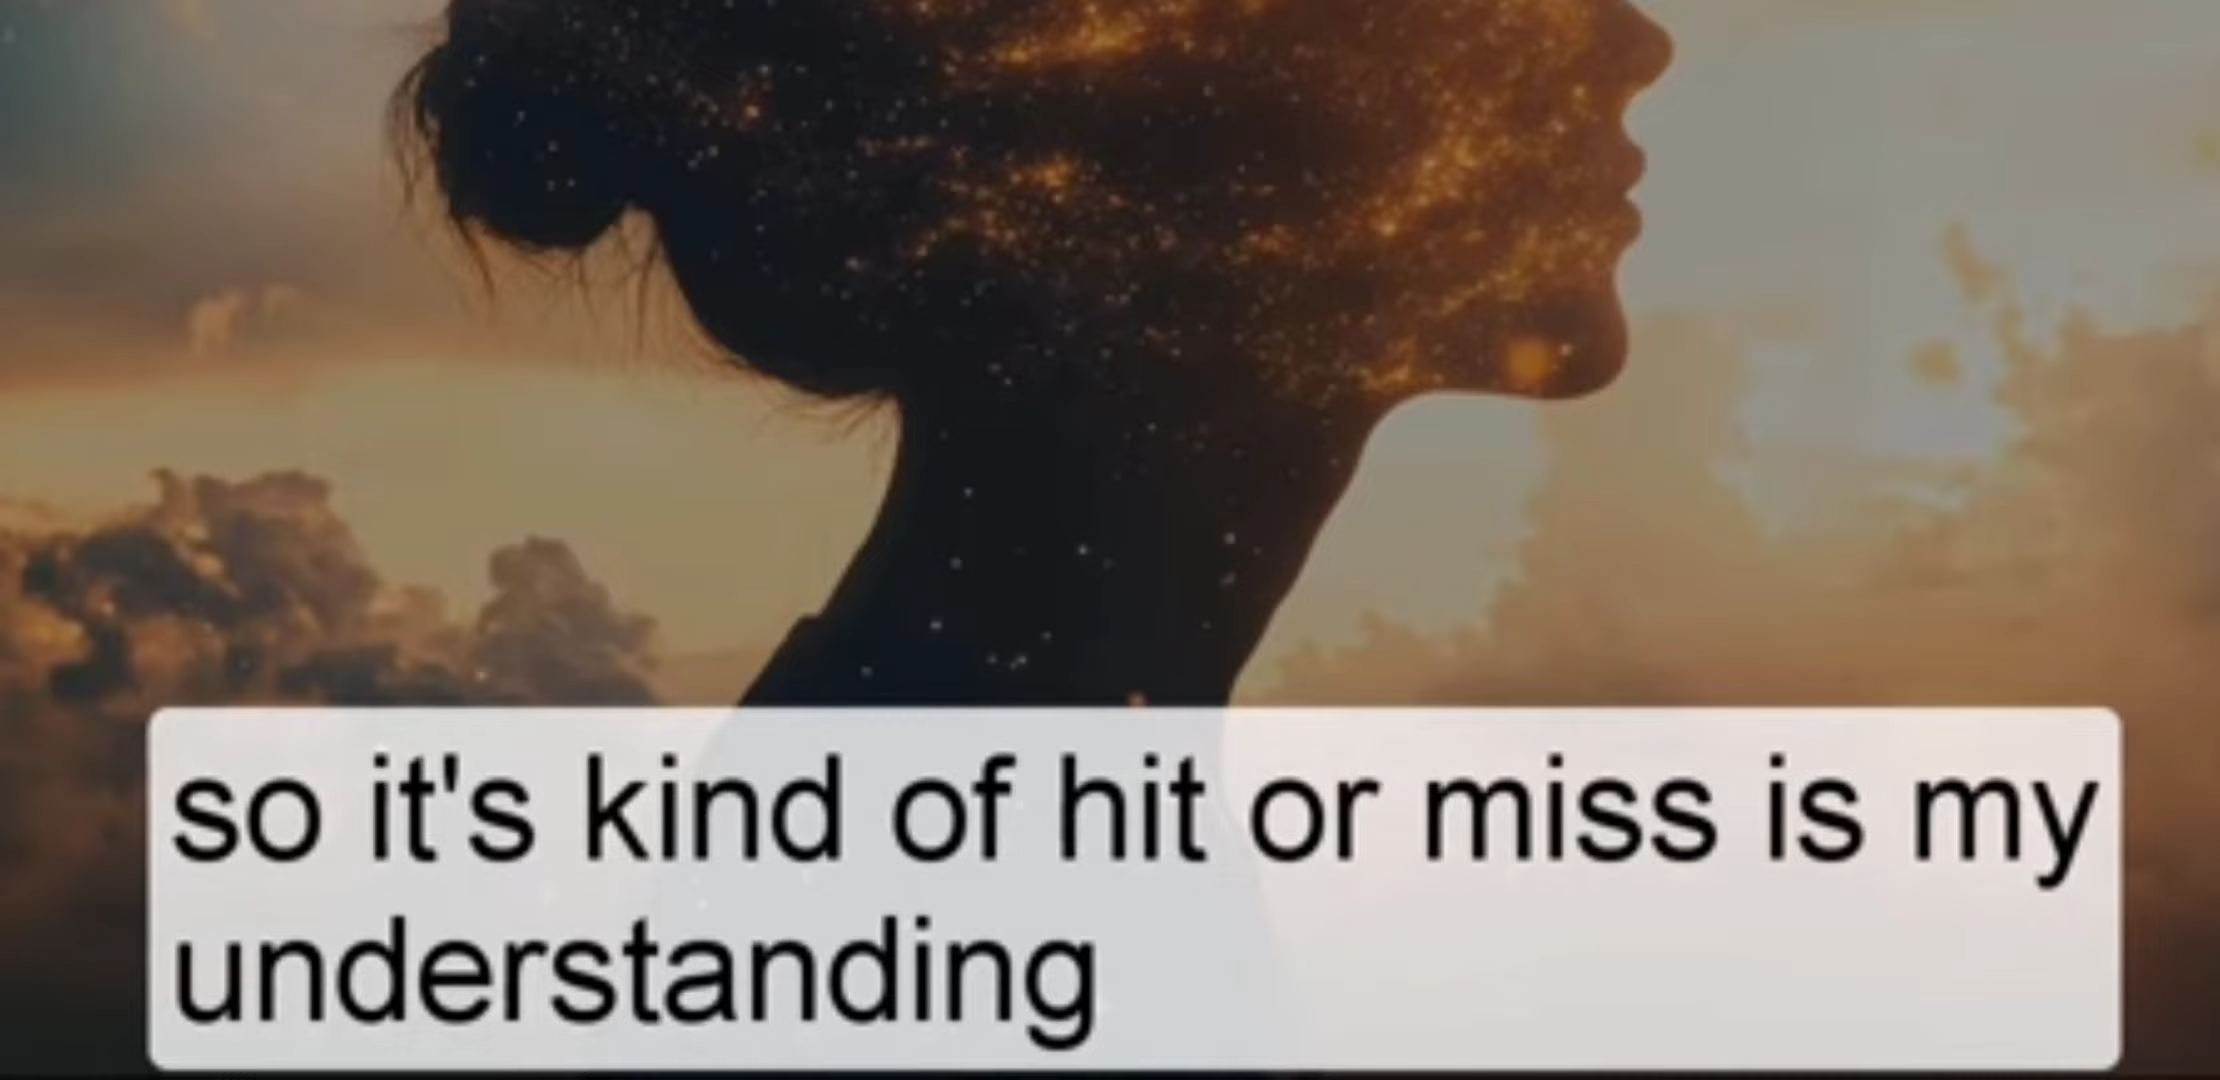 so it's kind of hit or miss is my
understanding